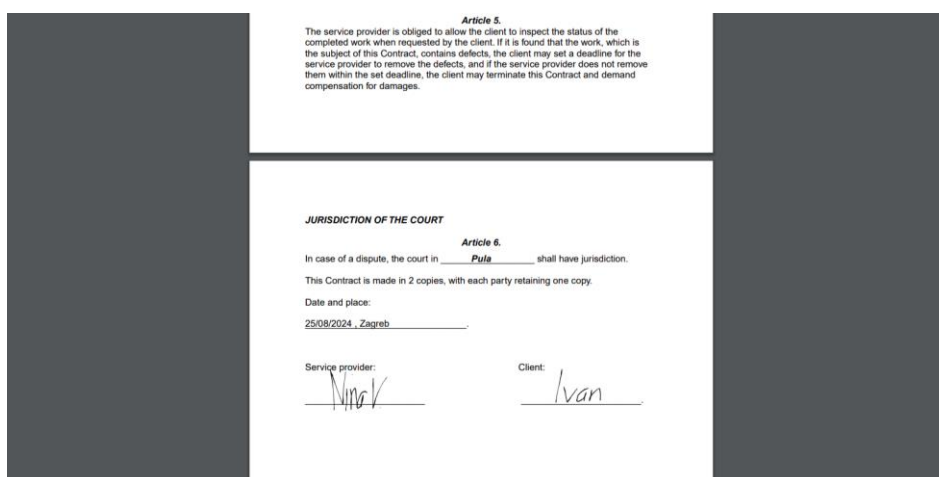 Article 5.
The service provider is obliged to allow the client to inspect the status of the
completed work when requested by the client. If it is found that the work, which is
the subject of this Contract, contains defects, the client may set a deadline for the
service provider to remove the defects, and if the service provider does not remove
them within the set deadline, the client may terminate this Contract and demand
compensation for damages.
JURISDICTION OF THE COURT
Article 6.
In case of a dispute, the court in Pula shall have jurisdiction.
This Contract is made in 2 copies, with each party retaining one copy.
Date and place:
25/08/2024 , Zagreb.
Service provider: Client:
Nina V. Ivan